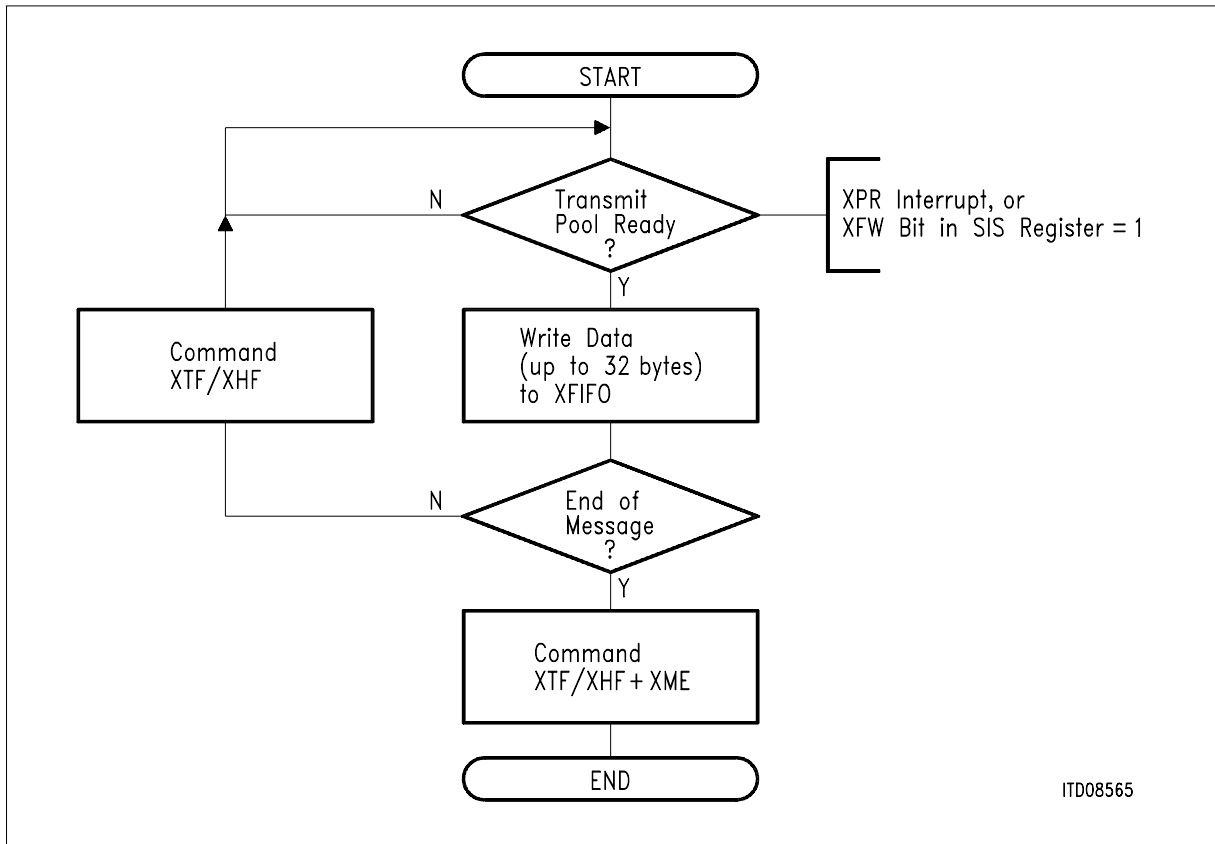 START
N
Transmit
Pool Ready
?
XPR Interrupt, or
XFW Bit in SIS Register = 1
Y
Command
XTF/XHF
Write Data
(up to 32 bytes)
to XFIFO
N
End of
Message
?
Y
Command
XTF/XHF + XME
END
ITD08565